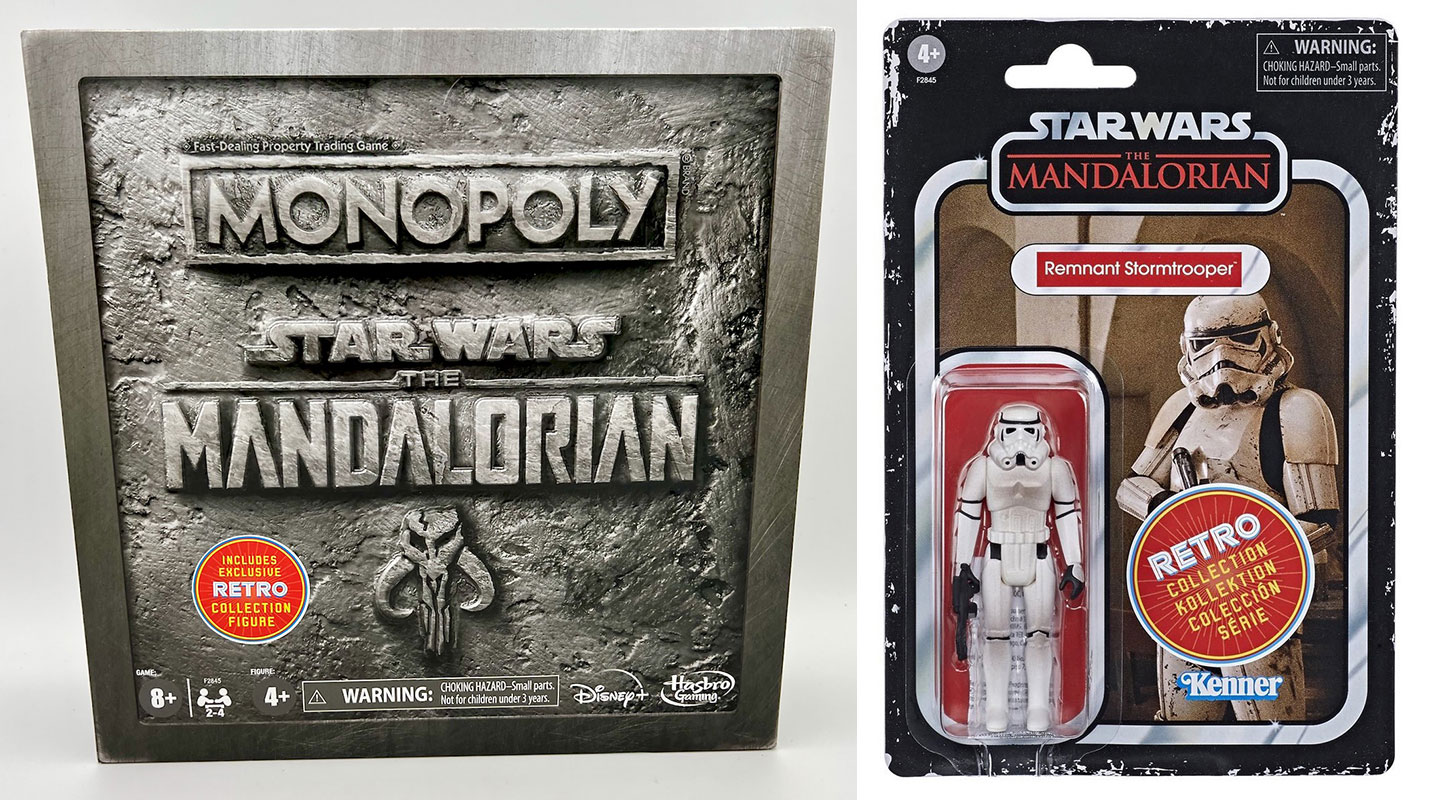 Fast-Dealing Property Trading Game
MONOPOLY
®
BRAND
STAR WARS
THE
MANDALORIAN
INCLUDES
EXCLUSIVE
RETRO
COLLECTION
FIGURE
GAME:
8+
F2845
2-4
FIGURE:
4+
WARNING: CHOKING HAZARD–Small parts.
Not for children under 3 years.
Disney+
Hasbro
Gaming
4+
F2845
WARNING:
CHOKING HAZARD–Small parts.
Not for children under 3 years.
STAR WARS
THE
MANDALORIAN
™
Remnant Stormtrooper™
RETRO
COLLECTION
KOLLEKTION
COLECCIÓN
SÉRIE
Kenner